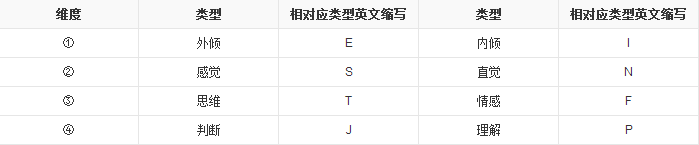 维度 类型 相对应类型英文缩写 类型 相对应类型英文缩写
① 外倾 E 内倾 I
② 感觉 S 直觉 N
③ 思维 T 情感 F
④ 判断 J 理解 P